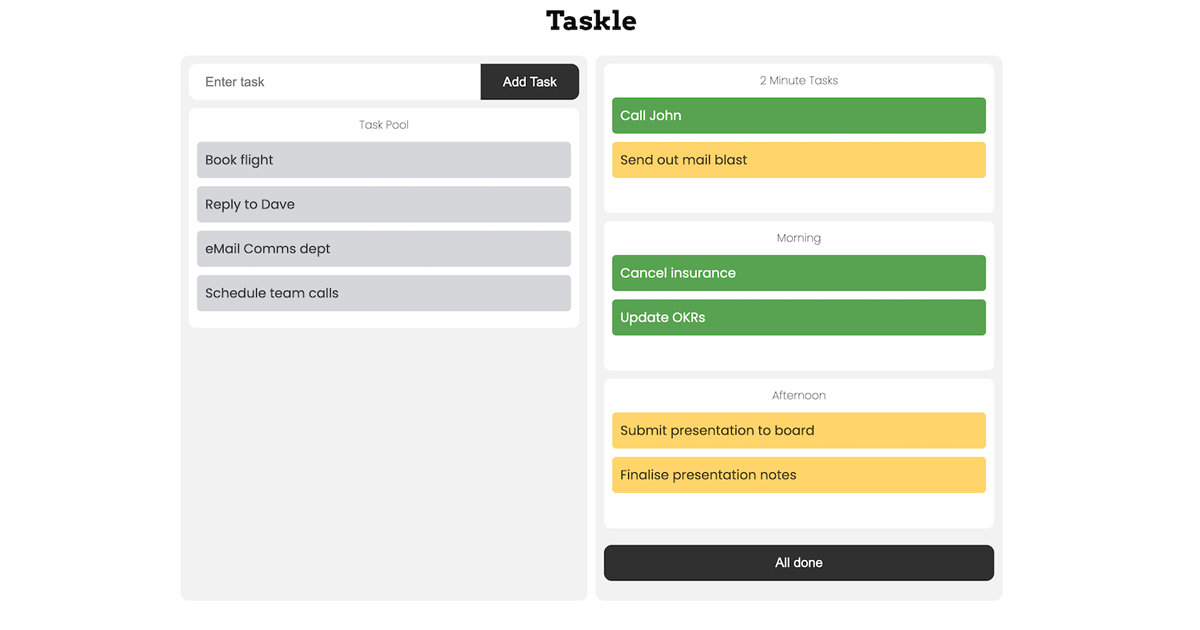 Taskle
Enter task
Add Task
Task Pool
Book flight
Reply to Dave
eMail Comms dept
Schedule team calls
2 Minute Tasks
Call John
Send out mail blast
Morning
Cancel insurance
Update OKRs
Afternoon
Submit presentation to board
Finalise presentation notes
All done